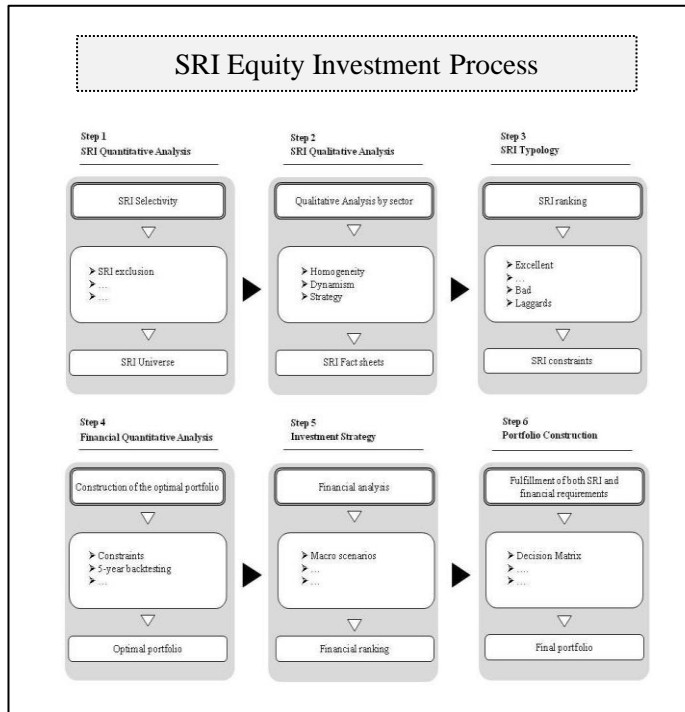 SRI Equity Investment Process
Step 1
SRI Quantitative Analysis
SRI Selectivity
➤ SRI exclusion
➤ …
➤ …
SRI Universe
Step 2
SRI Qualitative Analysis
Qualitative Analysis by sector
➤ Homogeneity
➤ Dynamism
➤ Strategy
SRI Fact sheets
Step 3
SRI Typology
SRI ranking
➤ Excellent
➤ …
➤ Bad
➤ Laggards
SRI constraints
Step 4
Financial Quantitative Analysis
Construction of the optimal portfolio
➤ Constraints
➤ 5-year backtesting
➤ …
Optimal portfolio
Step 5
Investment Strategy
Financial analysis
➤ Macro scenarios
➤ …
➤ …
Financial ranking
Step 6
Portfolio Construction
Fulfillment of both SRI and
financial requirements
➤ Decision Matrix
➤ ….
➤ ….
Final portfolio